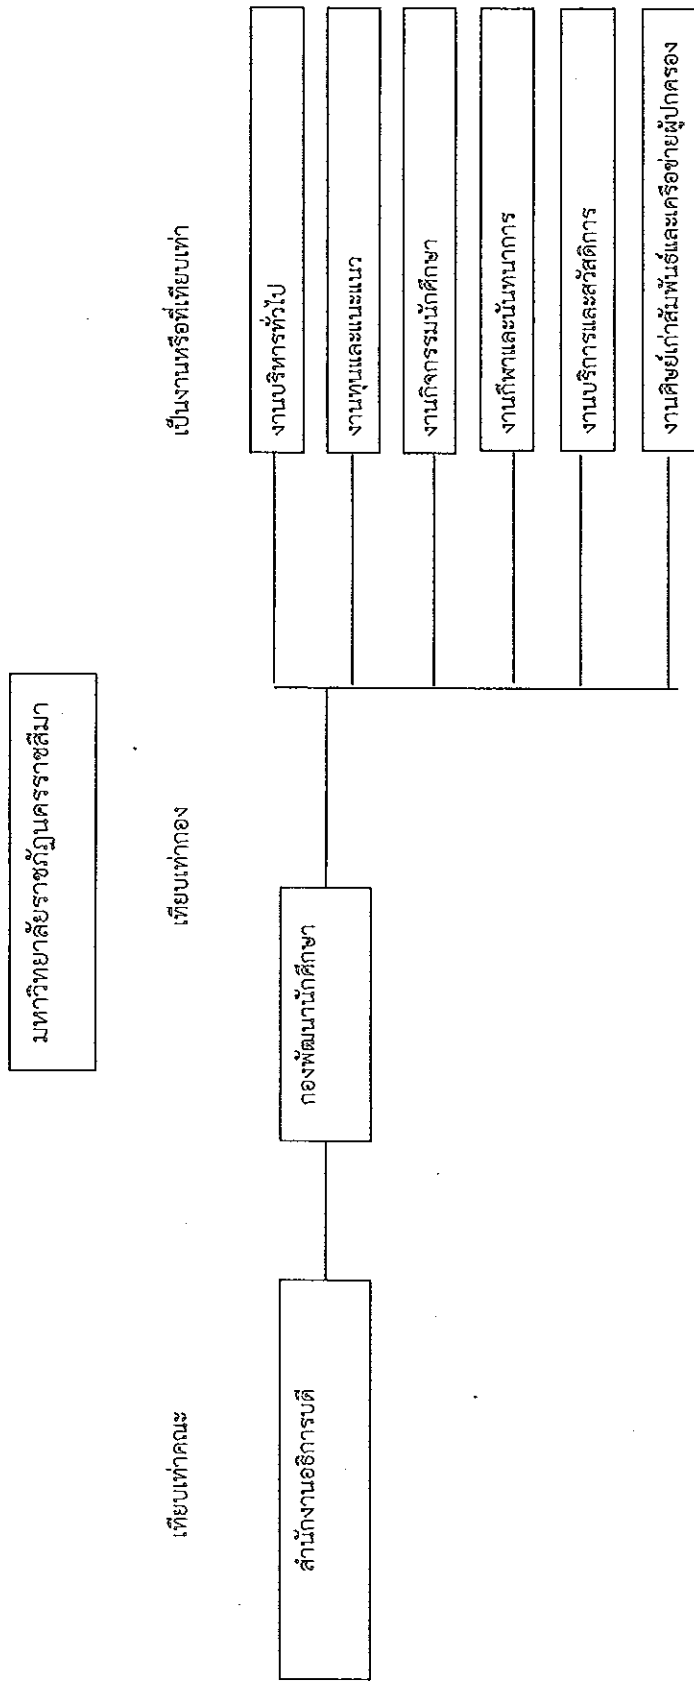 มหาวิทยาลัยราชภัฏนครราชสีมา
เทียบเท่าคณะ
เทียบเท่ากอง
เป็นงานหรือที่เทียบเท่า
สำนักงานอธิการบดี
กองพัฒนานักศึกษา
งานบริหารทั่วไป
งานทุนและแนะแนว
งานกิจกรรมนักศึกษา
งานกีฬาและนันทนาการ
งานบริการและสวัสดิการ
งานศิษย์เก่าสัมพันธ์และเครือข่ายผู้ปกครอง